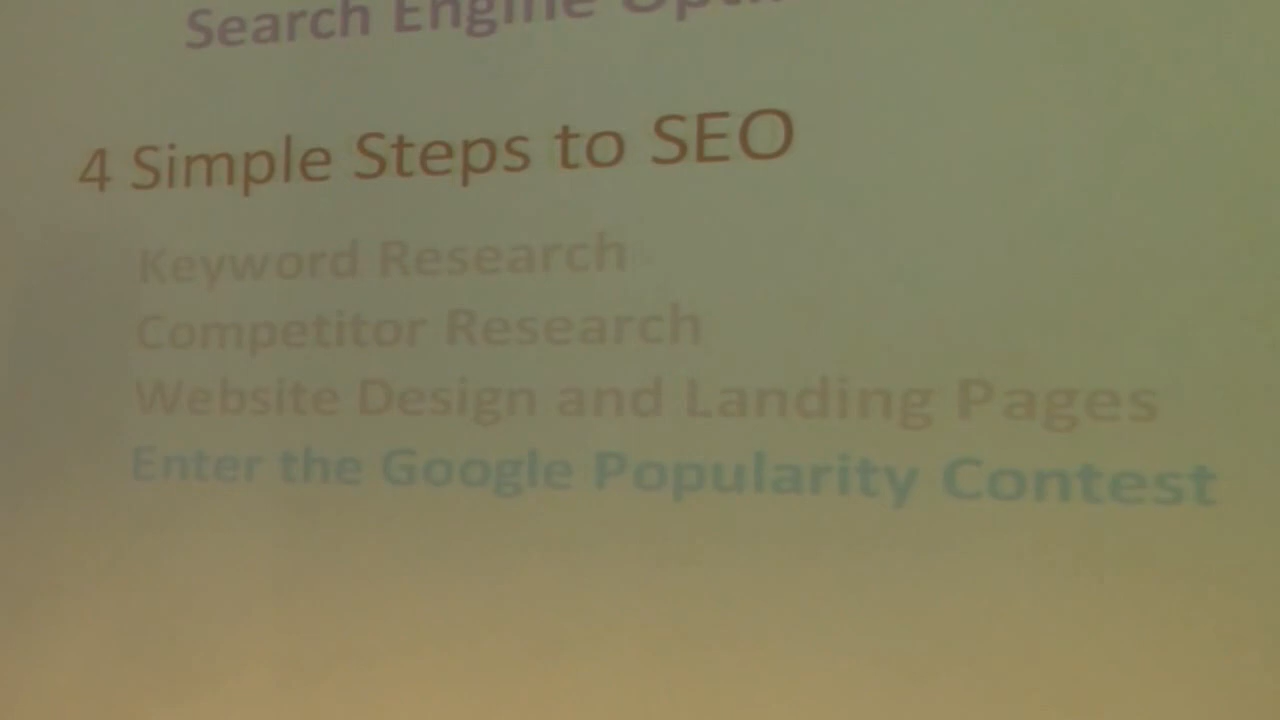 Search Engine
4 Simple Steps to SEO
Keyword Research
Competitor Research
Website Design and Landing Pages
Enter the Google Popularity Contest